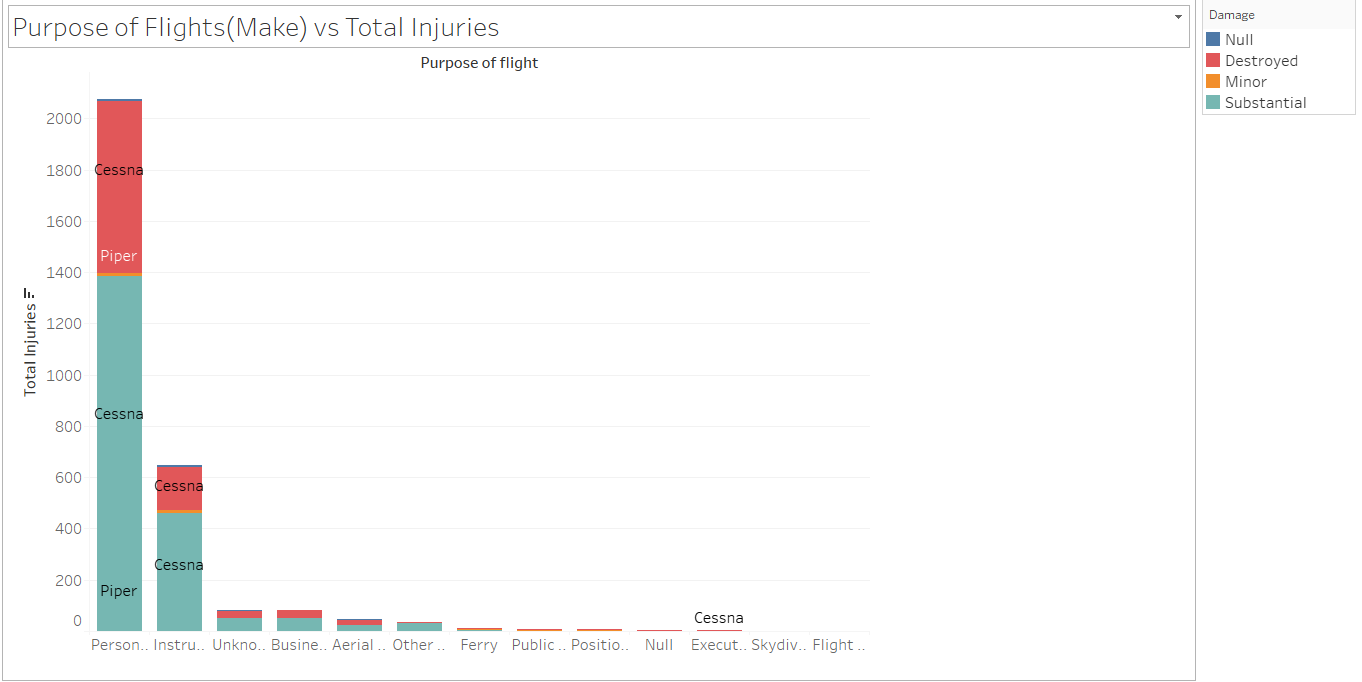 Purpose of Flights(Make) vs Total Injuries
Damage
Null
Destroyed
Minor
Substantial
Purpose of flight
Total Injuries
2000
1800
1600
1400
1200
1000
800
600
400
200
0
Cessna
Piper
Cessna
Piper
Cessna
Cessna
Cessna
Person.. Instru.. Unkno.. Busine.. Aerial .. Other .. Ferry Public .. Positio.. Null Execut.. Skydiv.. Flight ..